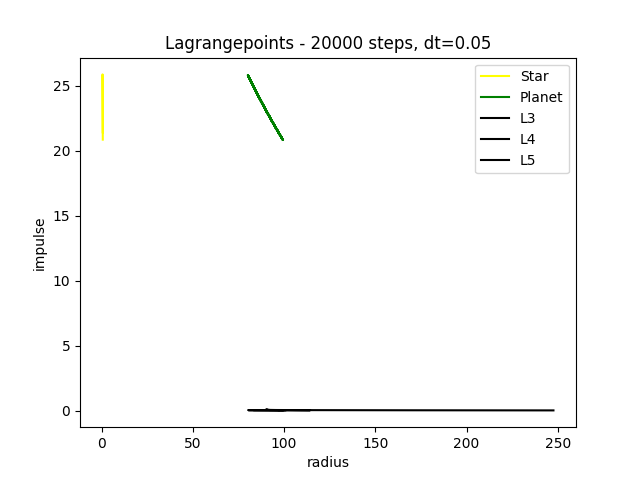 Lagrangepoints - 20000 steps, dt=0.05
Star
Planet
L3
L4
L5
25
20
15
10
5
0
impulse
0 50 100 150 200 250
radius